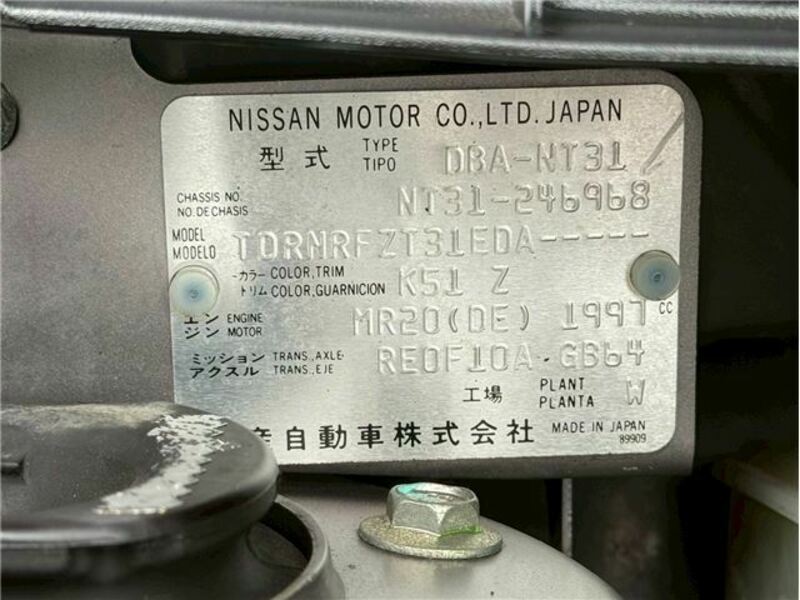 NISSAN MOTOR CO.,LTD. JAPAN
型式 TYPE TIPO DBA-NT31
CHASSIS NO. NO. DE CHASIS NT31-246968
MODEL MODELO TDRNRFZT31EDA-----
カラー COLOR, TRIM トリム COLOR, GUARNICION K51 Z
エンジン ENGINE MOTOR MR20(DE) 1997 CC
ミッション TRANS., AXLE アクスル TRANS., EJE RE0F10A GB64
工場 PLANT PLANTA W
自動車株式会社 MADE IN JAPAN
89909